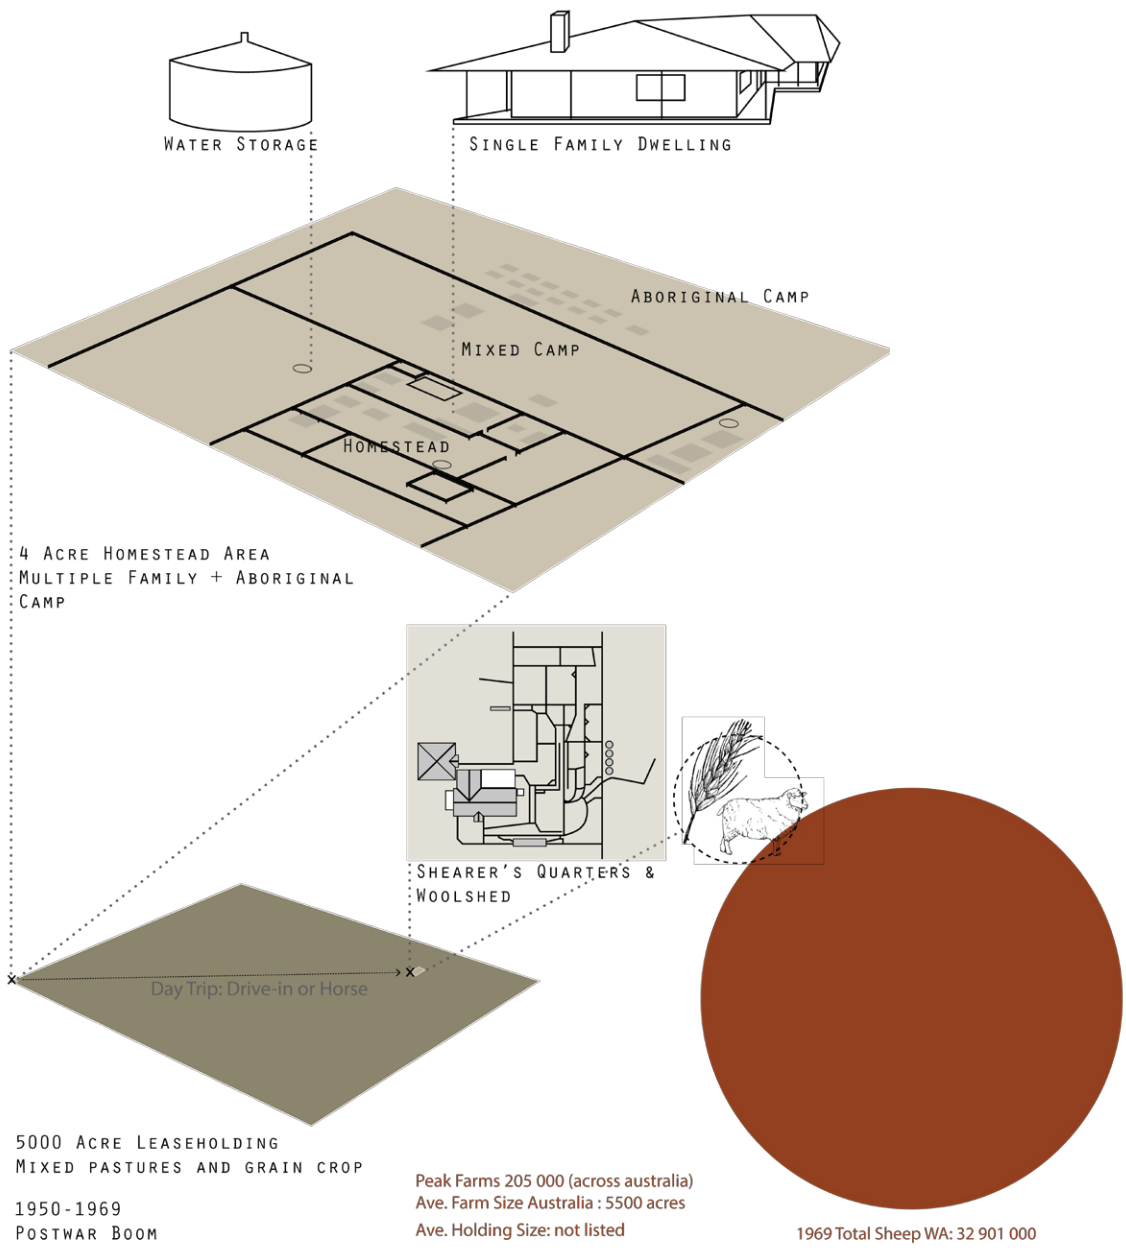 Water Storage
Single Family Dwelling
Aboriginal Camp
Mixed Camp
Homestead
4 Acre Homestead Area
Multiple Family + Aboriginal
Camp
Shearer's Quarters &
Woolshed
Day Trip: Drive-in or Horse
5000 Acre Leaseholding
Mixed pastures and grain crop
1950-1969
Postwar Boom
Peak Farms 205 000 (across australia)
Ave. Farm Size Australia : 5500 acres
Ave. Holding Size: not listed
1969 Total Sheep WA: 32 901 000